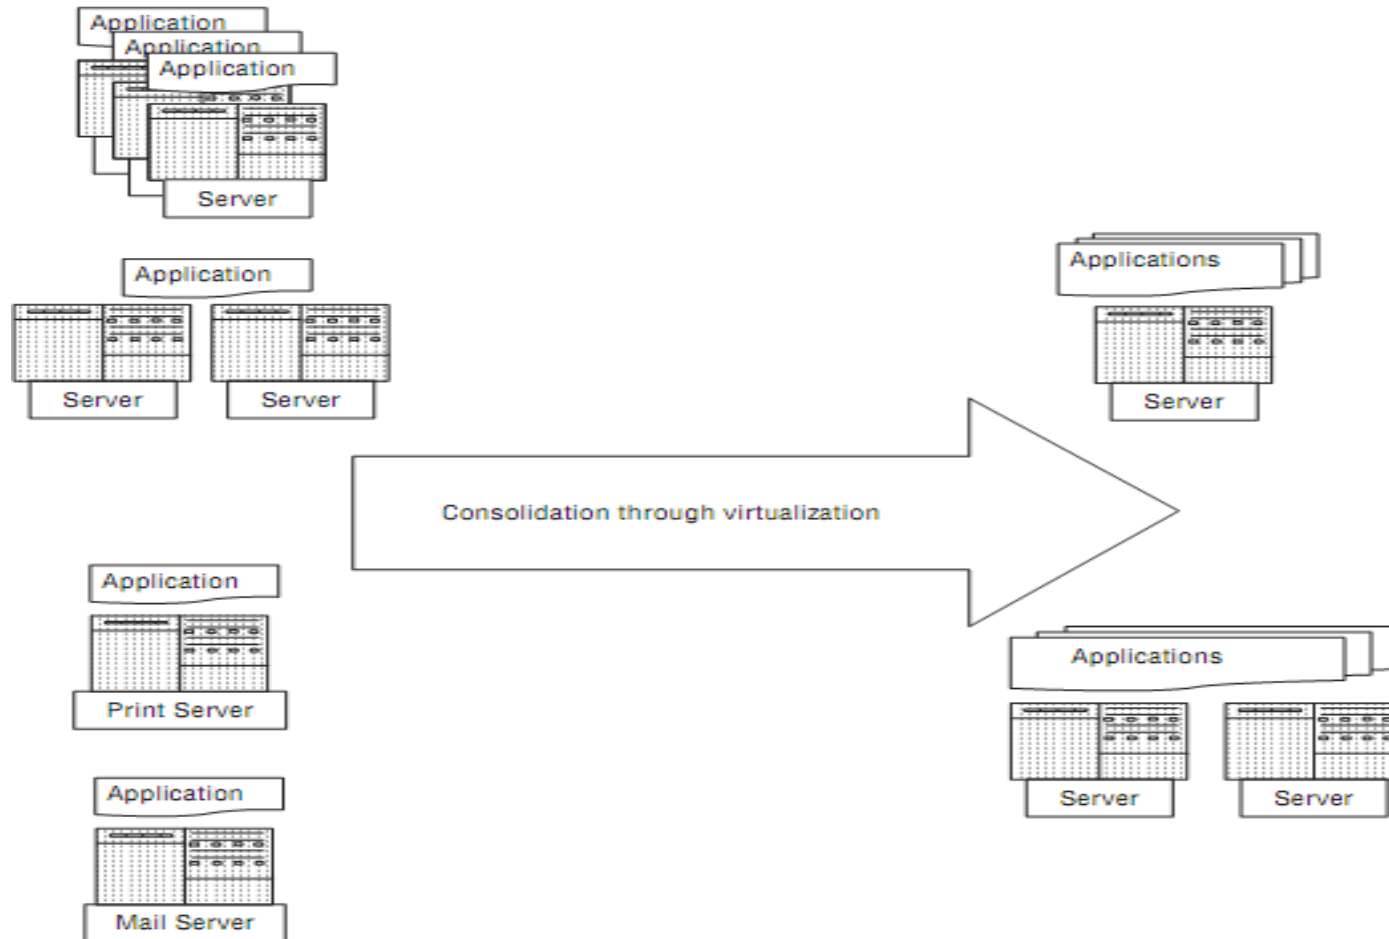 Application
Application
Application
Server
Application
Server
Server
Application
Print Server
Application
Mail Server
Consolidation through virtualization
Applications
Server
Applications
Server
Server